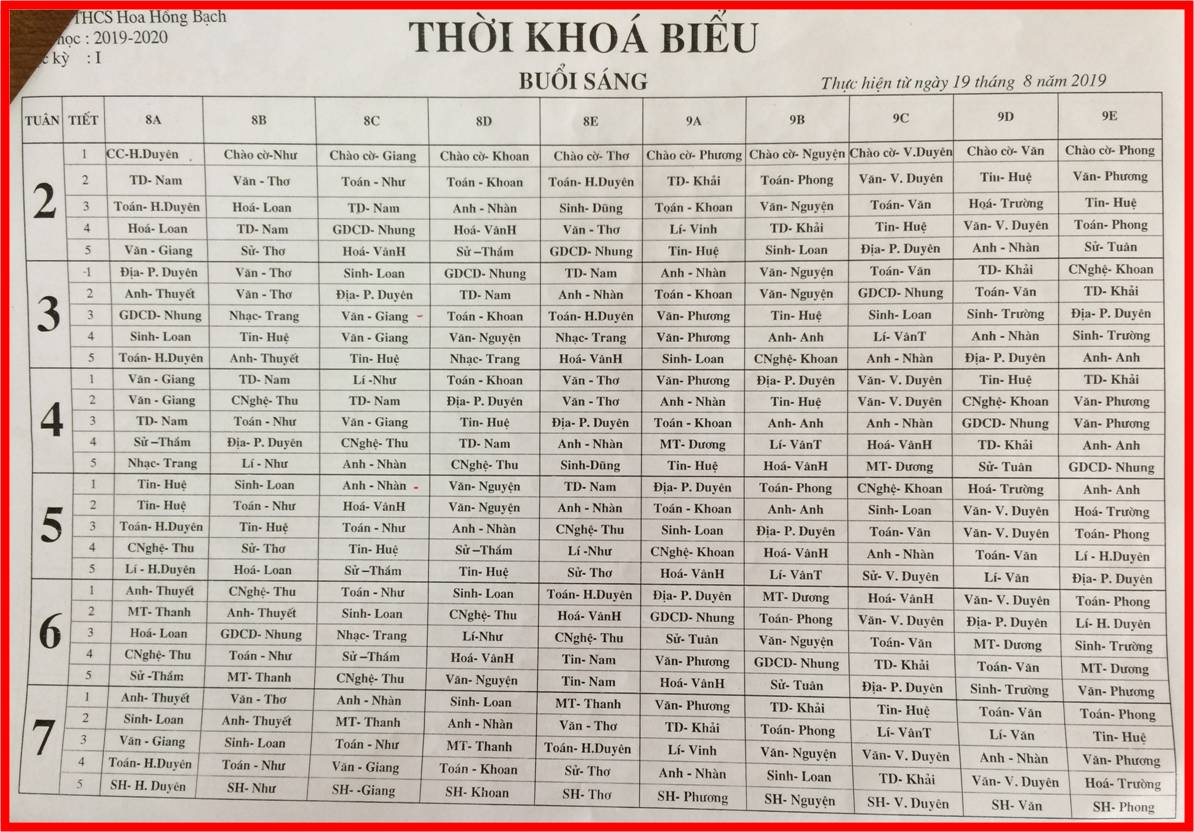 THCS Hoa Hồng Bạch
học : 2019-2020
kỳ : I
THỜI KHOÁ BIỂU
BUỔI SÁNG
Thực hiện từ ngày 19 tháng 8 năm 2019
TUẦN TIẾT 8A 8B 8C 8D 8E 9A 9B 9C 9D 9E
2
1 CC-H.Duyên Chào cờ-Như Chào cờ- Giang Chào cờ- Khoan Chào cờ- Thơ Chào cờ- Phương Chào cờ- Nguyện Chào cờ- V.Duyên Chào cờ- Văn Chào cờ- Phong
2 TD- Nam Văn - Thơ Toán - Như Toán - Khoan Toán- H.Duyên TD- Khải Toán- Phong Văn- V. Duyên Tin- Huệ Văn- Phương
3 Toán- H.Duyên Hoá- Loan TD- Nam Anh - Nhàn Sinh- Dũng Toán - Khoan Văn- Nguyện Toán- Văn Hoá- Trường Tin- Huệ
4 Hoá- Loan TD- Nam GDCD- Nhung Hoá- VânH Văn - Thơ Lí- Vinh TD- Khải Tin- Huệ Văn- V. Duyên Toán- Phong
5 Văn - Giang Sử- Thơ Hoá- VânH Sử –Thắm GDCD- Nhung Tin- Huệ Sinh- Loan Địa- P. Duyên Anh - Nhàn Sử- Tuân
3
1 Địa- P. Duyên Văn - Thơ Sinh- Loan GDCD- Nhung TD- Nam Anh - Nhàn Văn- Nguyện Toán- Văn TD- Khải CNghệ- Khoan
2 Anh- Thuyết Văn - Thơ Địa- P. Duyên TD- Nam Anh - Nhàn Toán - Khoan Văn- Nguyện GDCD- Nhung Toán- Văn TD- Khải
3 GDCD- Nhung Nhạc- Trang Văn - Giang Toán - Khoan Toán- H.Duyên Văn- Phương Tin- Huệ Sinh- Loan Sinh- Trường Địa- P. Duyên
4 Sinh- Loan Tin- Huệ Văn - Giang Văn- Nguyện Nhạc- Trang Văn- Phương Anh- Anh Lí- VânT Anh - Nhàn Sinh- Trường
5 Toán- H.Duyên Anh- Thuyết Tin- Huệ Nhạc- Trang Hoá- VânH Sinh- Loan CNghệ- Khoan Anh - Nhàn Địa- P. Duyên Anh- Anh
4
1 Văn - Giang TD- Nam Lí -Như Toán - Khoan Văn - Thơ Văn- Phương Địa- P. Duyên Văn- V. Duyên Tin- Huệ TD- Khải
2 Văn - Giang CNghệ- Thu TD- Nam Địa- P. Duyên Văn - Thơ Anh - Nhàn Tin- Huệ Văn- V. Duyên CNghệ- Khoan Văn- Phương
3 TD- Nam Toán - Như Văn - Giang Tin- Huệ Địa- P. Duyên Toán - Khoan Anh- Anh Anh - Nhàn GDCD- Nhung Văn- Phương
4 Sử –Thắm Địa- P. Duyên CNghệ- Thu TD- Nam Anh - Nhàn MT- Dương Lí- VânT Hoá- VânH TD- Khải Anh- Anh
5 Nhạc- Trang Lí - Như Anh - Nhàn CNghệ- Thu Sinh-Dũng Tin- Huệ Hoá- VânH MT- Dương Sử- Tuân GDCD- Nhung
5
1 Tin- Huệ Sinh- Loan Anh - Nhàn Văn- Nguyện TD- Nam Địa- P. Duyên Toán- Phong CNghệ- Khoan Hoá- Trường Anh- Anh
2 Tin- Huệ Toán - Như Hoá- VânH Văn- Nguyện Anh - Nhàn Toán - Khoan Anh- Anh Sinh- Loan Văn- V. Duyên Hoá- Trường
3 Toán- H.Duyên Tin- Huệ Toán - Như Anh - Nhàn CNghệ- Thu Sinh- Loan Địa- P. Duyên Toán- Văn Văn- V. Duyên Toán- Phong
4 CNghệ- Thu Sử- Thơ Tin- Huệ Sử –Thắm Lí -Như CNghệ- Khoan Hoá- VânH Anh - Nhàn Toán- Văn Lí - H.Duyên
5 Lí - H.Duyên Hoá- Loan Sử –Thắm Tin- Huệ Sử- Thơ Hoá- VânH Lí- VânT Sử- V. Duyên Lí- Văn Địa- P. Duyên
6
1 Anh- Thuyết CNghệ- Thu Toán - Như Sinh- Loan Toán- H.Duyên Địa- P. Duyên MT- Dương Hoá- VânH Văn- V. Duyên Toán- Phong
2 MT- Thanh Anh- Thuyết Sinh- Loan CNghệ- Thu Hoá- VânH GDCD- Nhung Toán- Phong Văn- V. Duyên Địa- P. Duyên Lí- H. Duyên
3 Hoá- Loan GDCD- Nhung Nhạc- Trang Lí-Như CNghệ- Thu Sử- Tuân Văn- Nguyện Toán- Văn MT- Dương Sinh- Trường
4 CNghệ- Thu Toán - Như Sử –Thắm Hoá- VânH Tin- Nam Văn- Phương GDCD- Nhung TD- Khải Toán- Văn MT- Dương
5 Sử -Thắm MT- Thanh CNghệ- Thu Văn- Nguyện Tin- Nam Hoá- VânH Sử- Tuân Địa- P. Duyên Sinh- Trường Văn- Phương
7
1 Anh- Thuyết Văn - Thơ Anh - Nhàn Sinh- Loan MT- Thanh Văn- Phương TD- Khải Tin- Huệ Toán- Văn Toán- Phong
2 Sinh- Loan Anh- Thuyết MT- Thanh Anh - Nhàn Văn - Thơ TD- Khải Toán- Phong Lí- VânT Lí- Văn Tin- Huệ
3 Văn - Giang Sinh- Loan Toán - Như MT- Thanh Toán- H.Duyên Lí- Vinh Văn- Nguyện Văn- V. Duyên Anh - Nhàn Văn- Phương
4 Toán- H.Duyên Toán - Như Văn - Giang Toán - Khoan Sử- Thơ Anh - Nhàn Sinh- Loan TD- Khải Văn- V. Duyên Hoá- Trường
5 SH- H. Duyên SH- Như SH- -Giang SH- Khoan SH- Thơ SH- Phương SH- Nguyện SH- V. Duyên SH- Văn SH- Phong